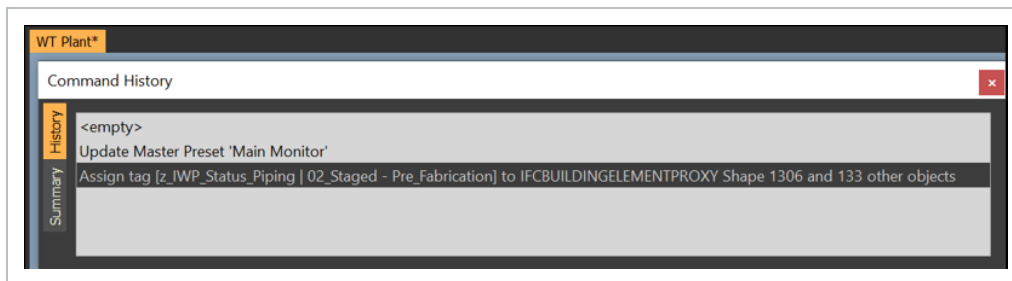 WT Plant*
Command History
History
Summary
<empty>
Update Master Preset 'Main Monitor'
Assign tag [z_IWP_Status_Piping | 02_Staged - Pre_Fabrication] to IFCBUILDINGELEMENTPROXY Shape 1306 and 133 other objects